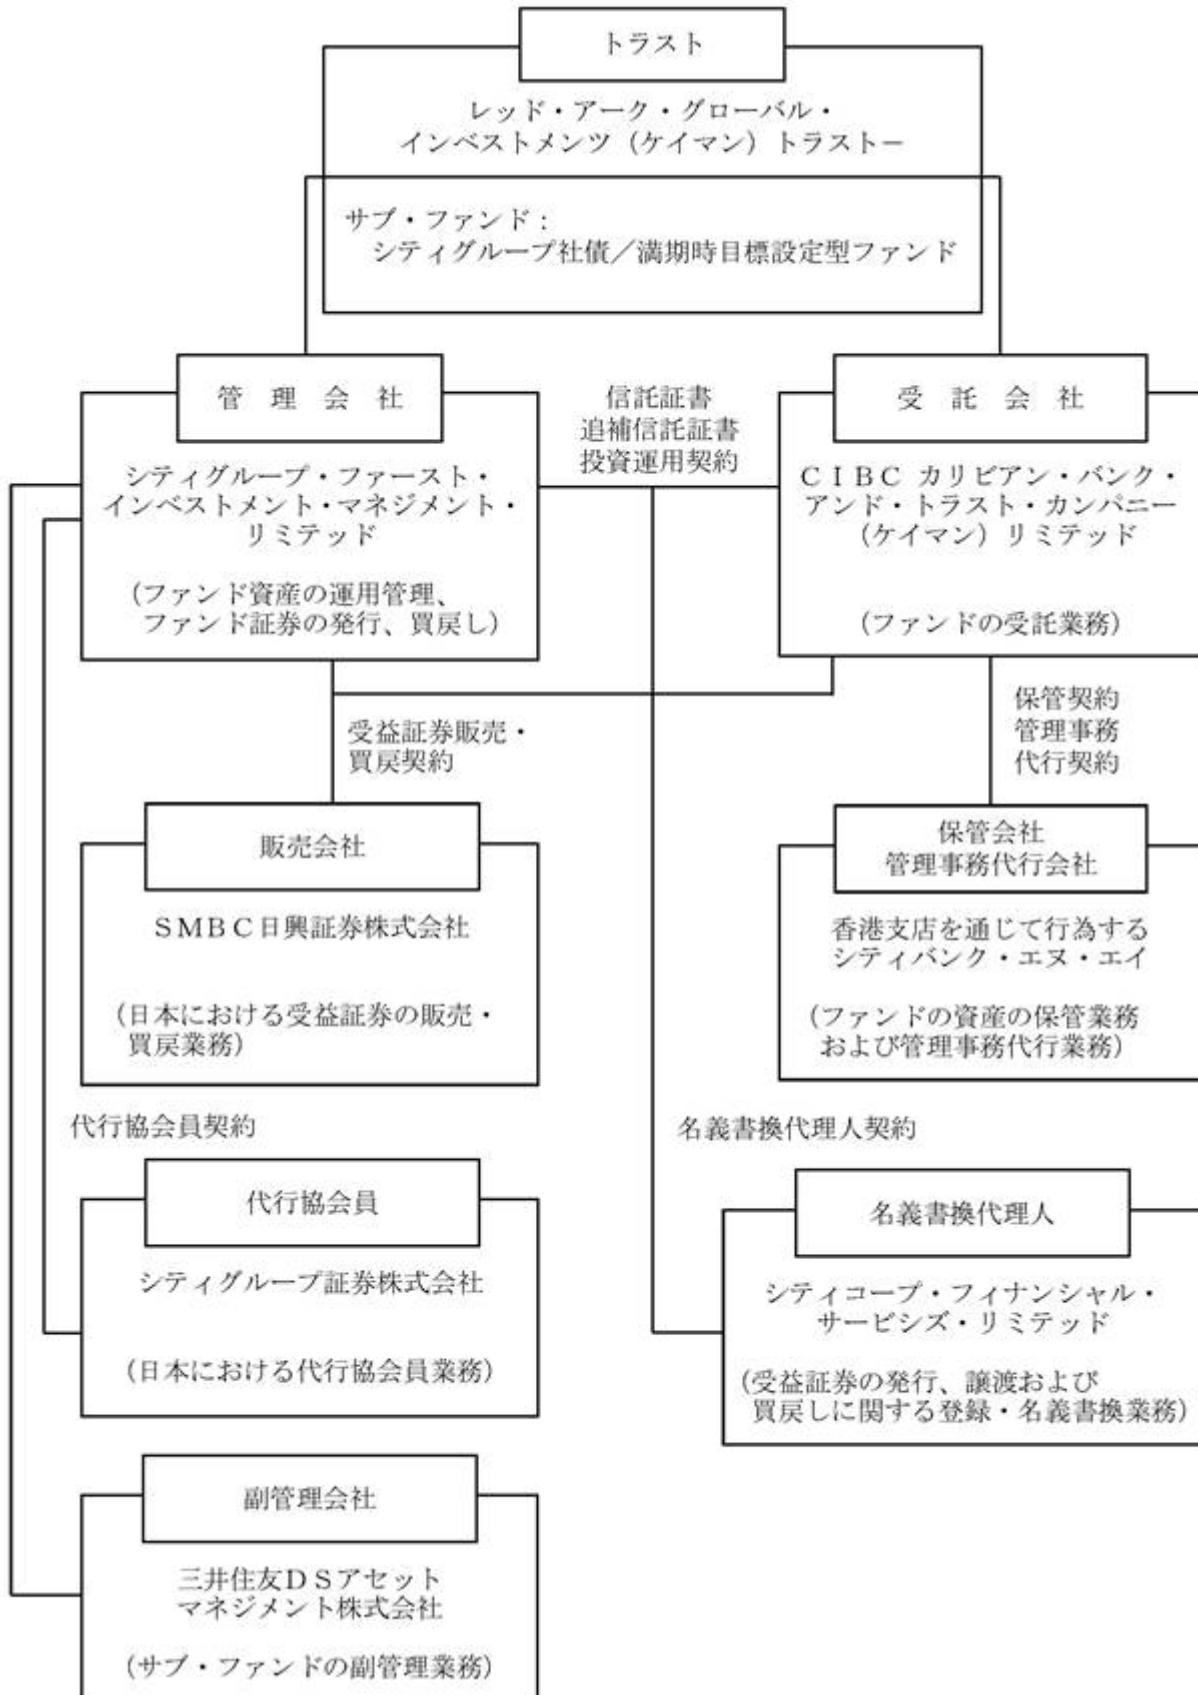 トラスト
レッド・アーク・グローバル・
インベストメンツ（ケイマン）トラスト－
サブ・ファンド：
シティグループ社債／満期時目標設定型ファンド
管 理 会 社
シティグループ・ファースト・
インベストメント・マネジメント・
リミテッド
（ファンド資産の運用管理、
ファンド証券の発行、買戻し）
信託証書
追補信託証書
投資運用契約
受 託 会 社
ＣＩＢＣ カリビアン・バンク・
アンド・トラスト・カンパニー
（ケイマン）リミテッド
（ファンドの受託業務）
受益証券販売・
買戻契約
保管契約
管理事務
代行契約
販売会社
ＳＭＢＣ日興証券株式会社
（日本における受益証券の販売・
買戻業務）
保管会社
管理事務代行会社
香港支店を通じて行為する
シティバンク・エヌ・エイ
（ファンドの資産の保管業務
および管理事務代行業務）
代行協会員契約
名義書換代理人契約
代行協会員
シティグループ証券株式会社
（日本における代行協会員業務）
名義書換代理人
シティコープ・フィナンシャル・
サービシズ・リミテッド
（受益証券の発行、譲渡および
買戻しに関する登録・名義書換業務）
副管理会社
三井住友ＤＳアセット
マネジメント株式会社
（サブ・ファンドの副管理業務）